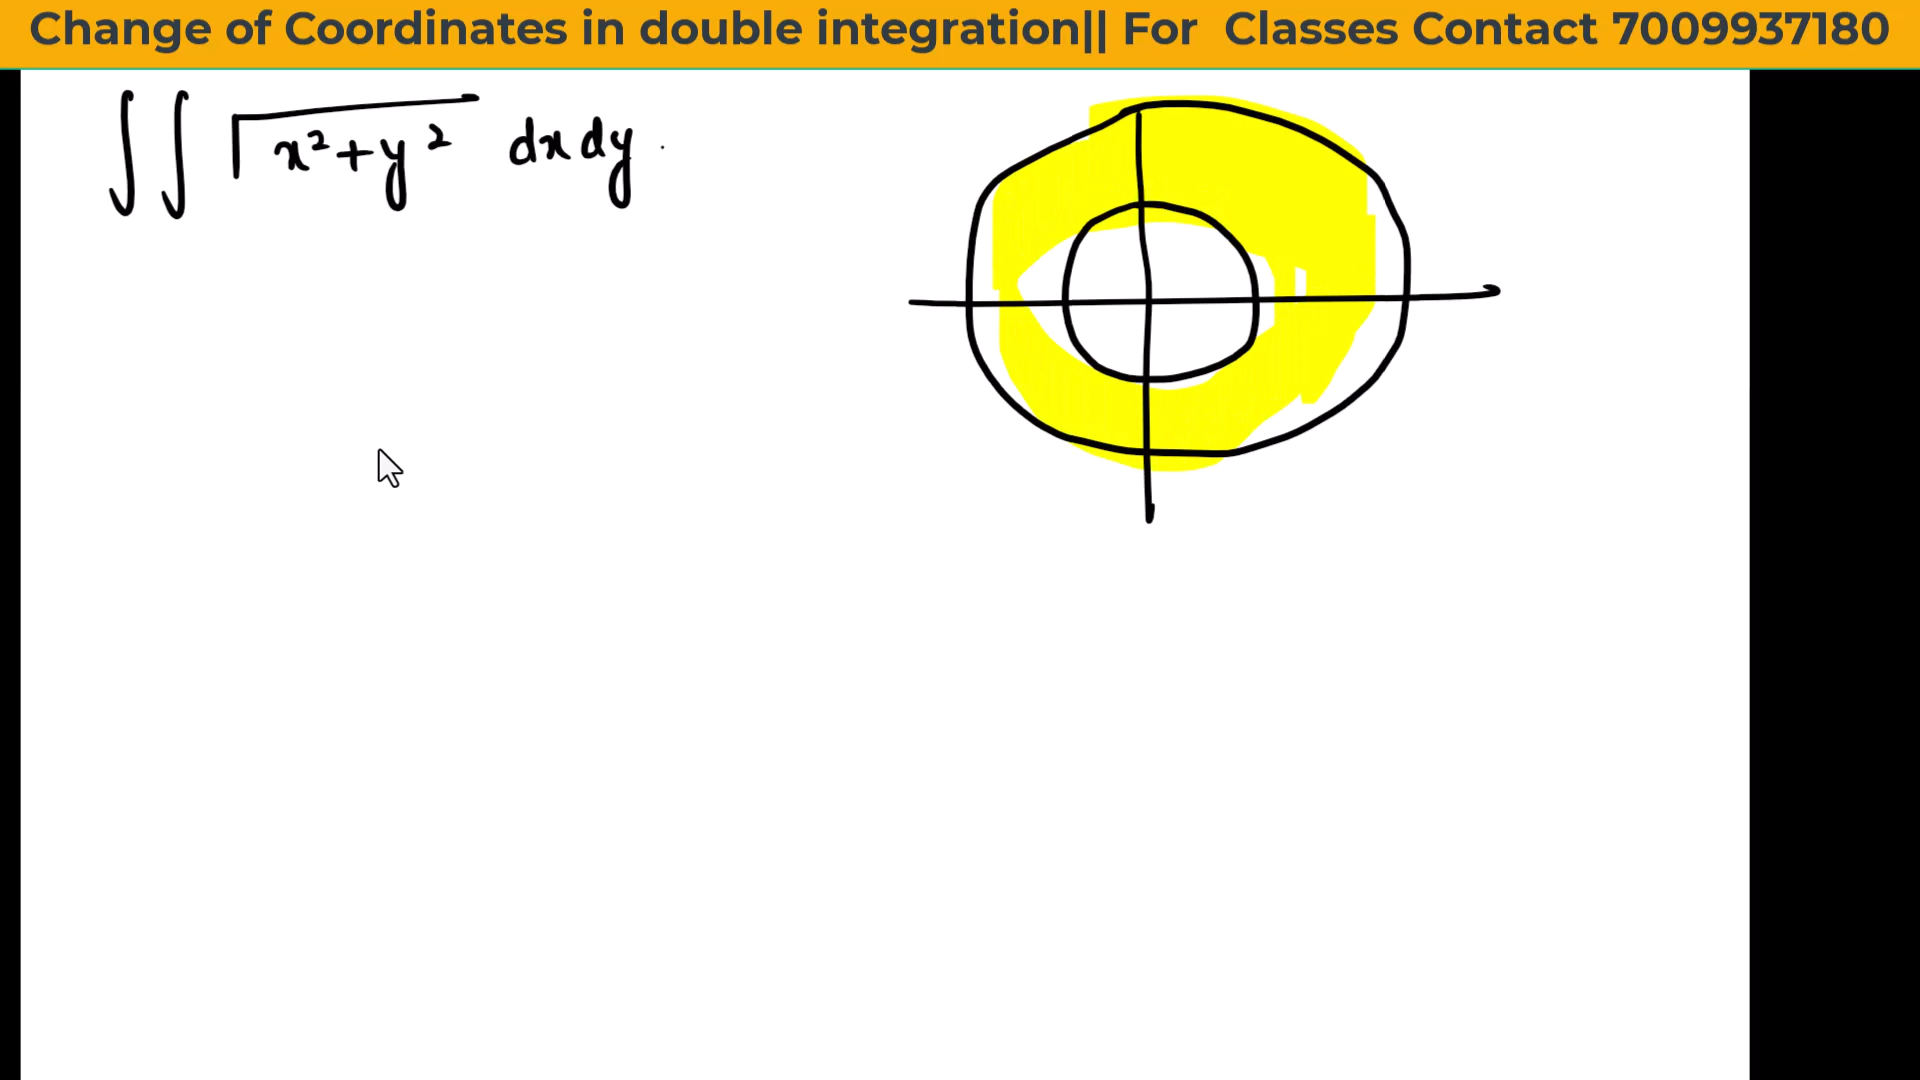 Change of Coordinates in double integration|| For Classes Contact 7009937180
∫∫ √x²+y² dx dy .